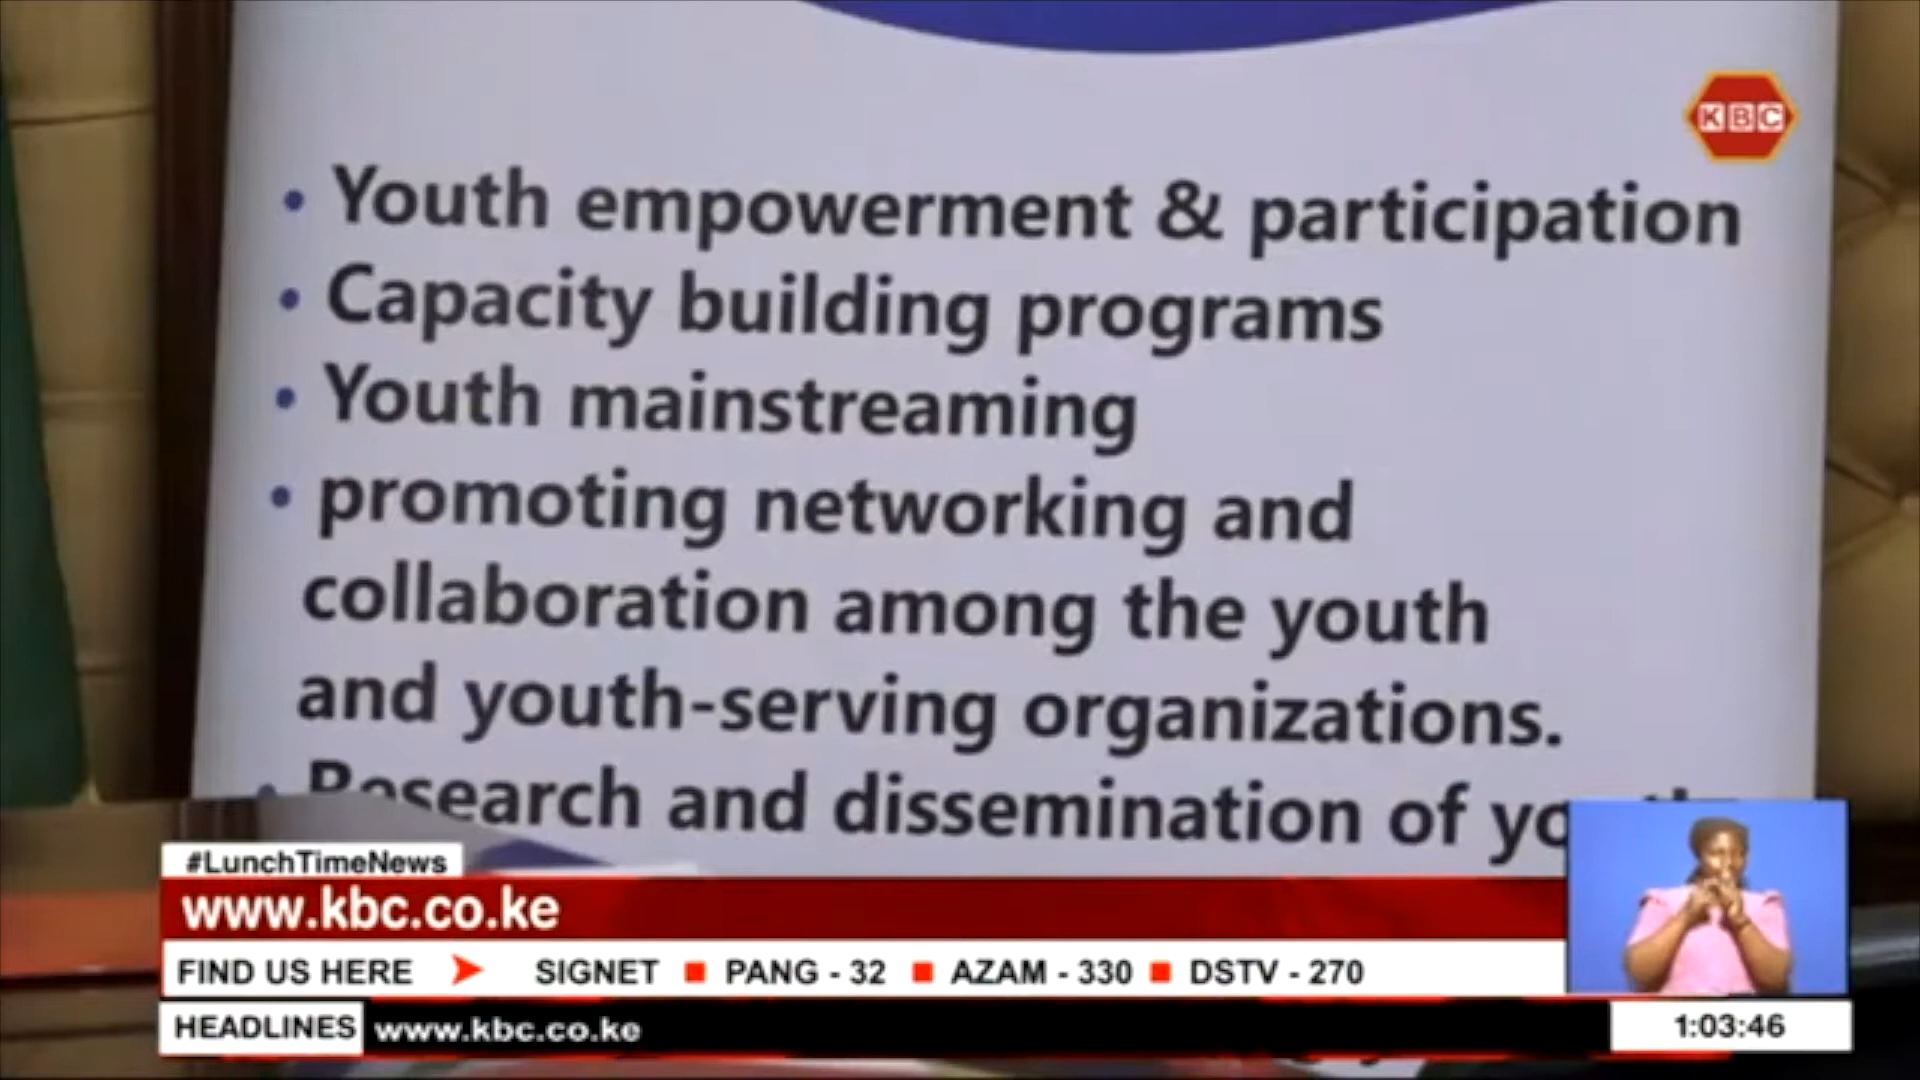 KBC
• Youth empowerment & participation
• Capacity building programs
• Youth mainstreaming
• promoting networking and
collaboration among the youth
and youth-serving organizations.
• Research and dissemination of
#LunchTimeNews
www.kbc.co.ke
FIND US HERE ➤ SIGNET ■ PANG - 32 ■ AZAM - 330 ■ DSTV - 270
HEADLINES www.kbc.co.ke
1:03:46